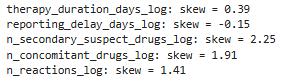 therapy_duration_days_log: skew = 0.39
reporting_delay_days_log: skew = -0.15
n_secondary_suspect_drugs_log: skew = 2.25
n_concomitant_drugs_log: skew = 1.91
n_reactions_log: skew = 1.41